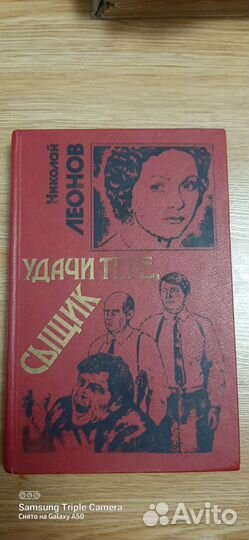 Николай
ЛЕОНОВ
УДАЧИ ТЕБЕ,
СЫЩИК
Samsung Triple Camera
Снято на Galaxy A50
Avito